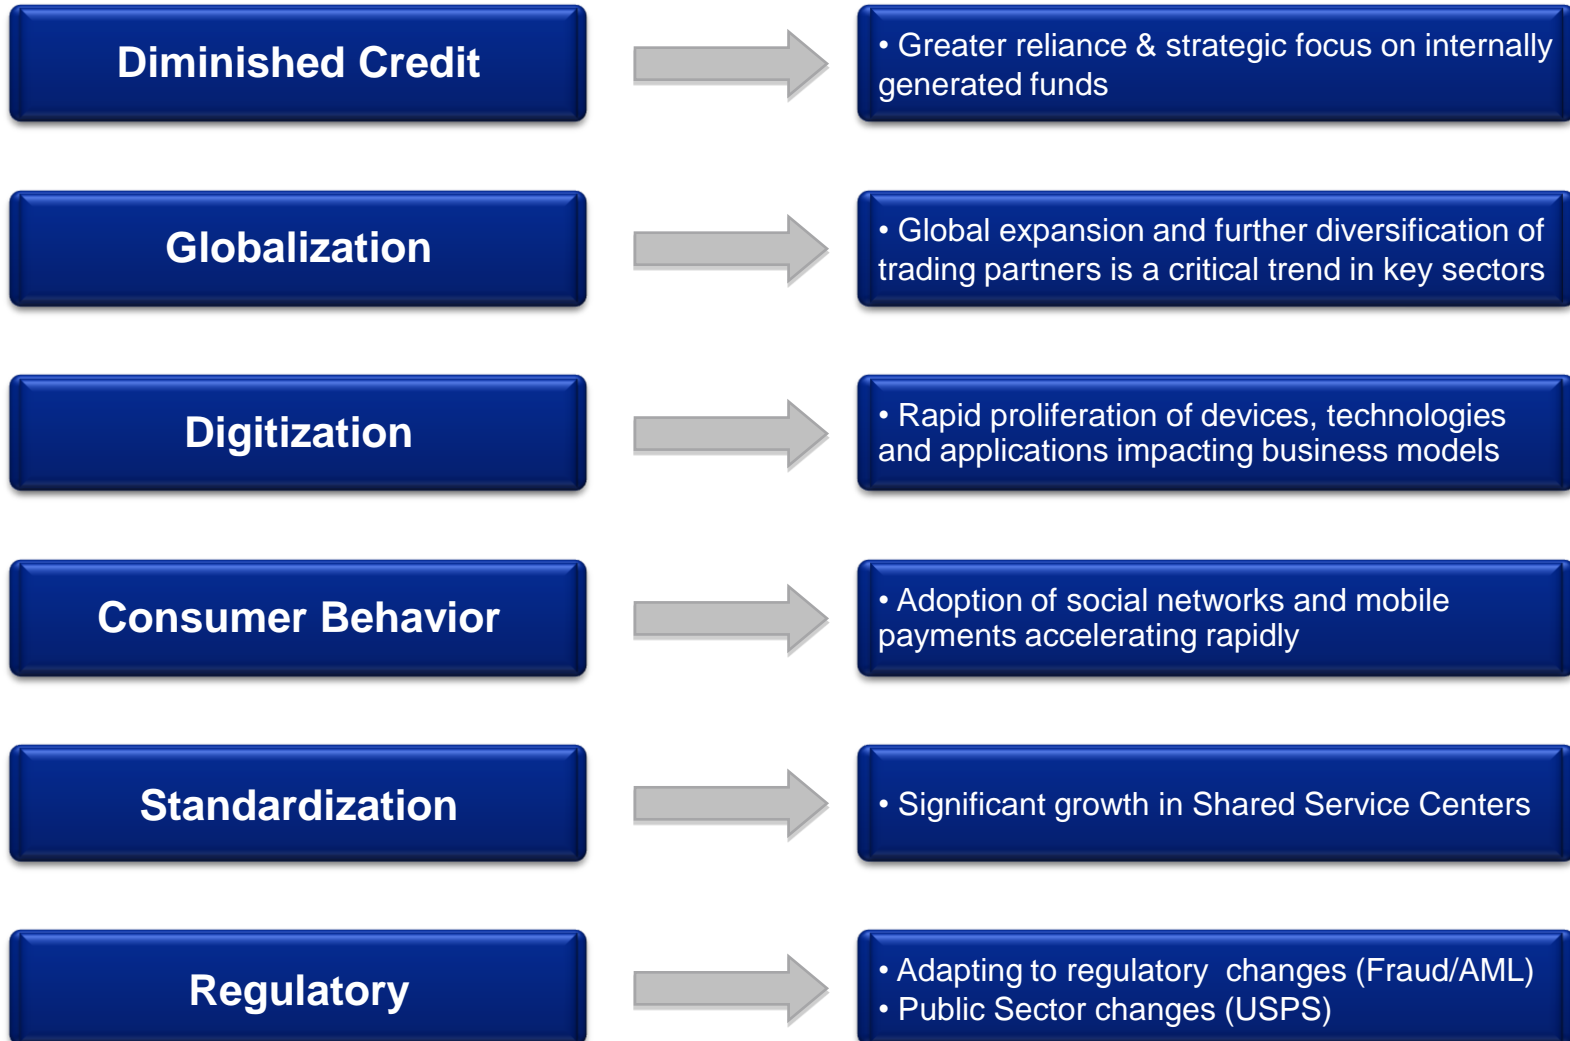 Diminished Credit
• Greater reliance & strategic focus on internally
generated funds
Globalization
• Global expansion and further diversification of
trading partners is a critical trend in key sectors
Digitization
• Rapid proliferation of devices, technologies
and applications impacting business models
Consumer Behavior
• Adoption of social networks and mobile
payments accelerating rapidly
Standardization
• Significant growth in Shared Service Centers
Regulatory
• Adapting to regulatory  changes (Fraud/AML)
• Public Sector changes (USPS)